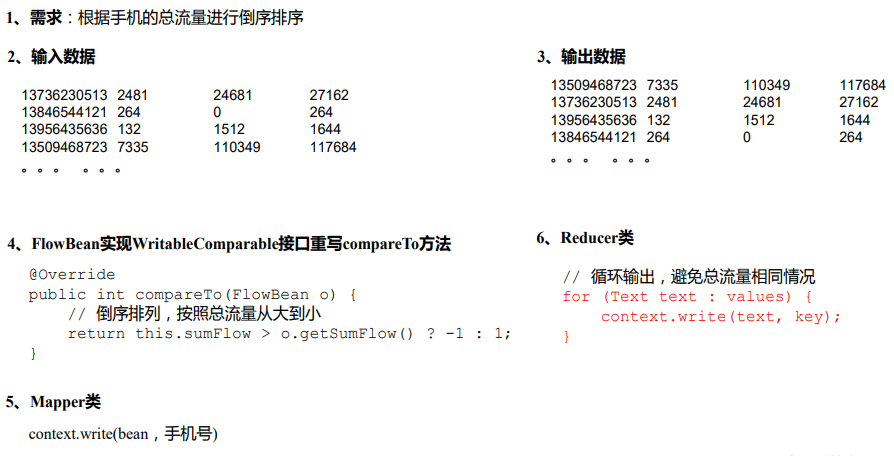 1、需求：根据手机的总流量进行倒序排序
2、输入数据
13736230513 2481 24681 27162
13846544121 264 0 264
13956435636 132 1512 1644
13509468723 7335 110349 117684
。。。 。。。
3、输出数据
13509468723 7335 110349 117684
13736230513 2481 24681 27162
13956435636 132 1512 1644
13846544121 264 0 264
。。。 。。。
4、FlowBean实现WritableComparable接口重写compareTo方法
@Override
public int compareTo(FlowBean o) {
// 倒序排列，按照总流量从大到小
return this.sumFlow > o.getSumFlow() ? -1 : 1;
}
5、Mapper类
context.write(bean，手机号)
6、Reducer类
// 循环输出，避免总流量相同情况
for (Text text : values) {
context.write(text, key);
}